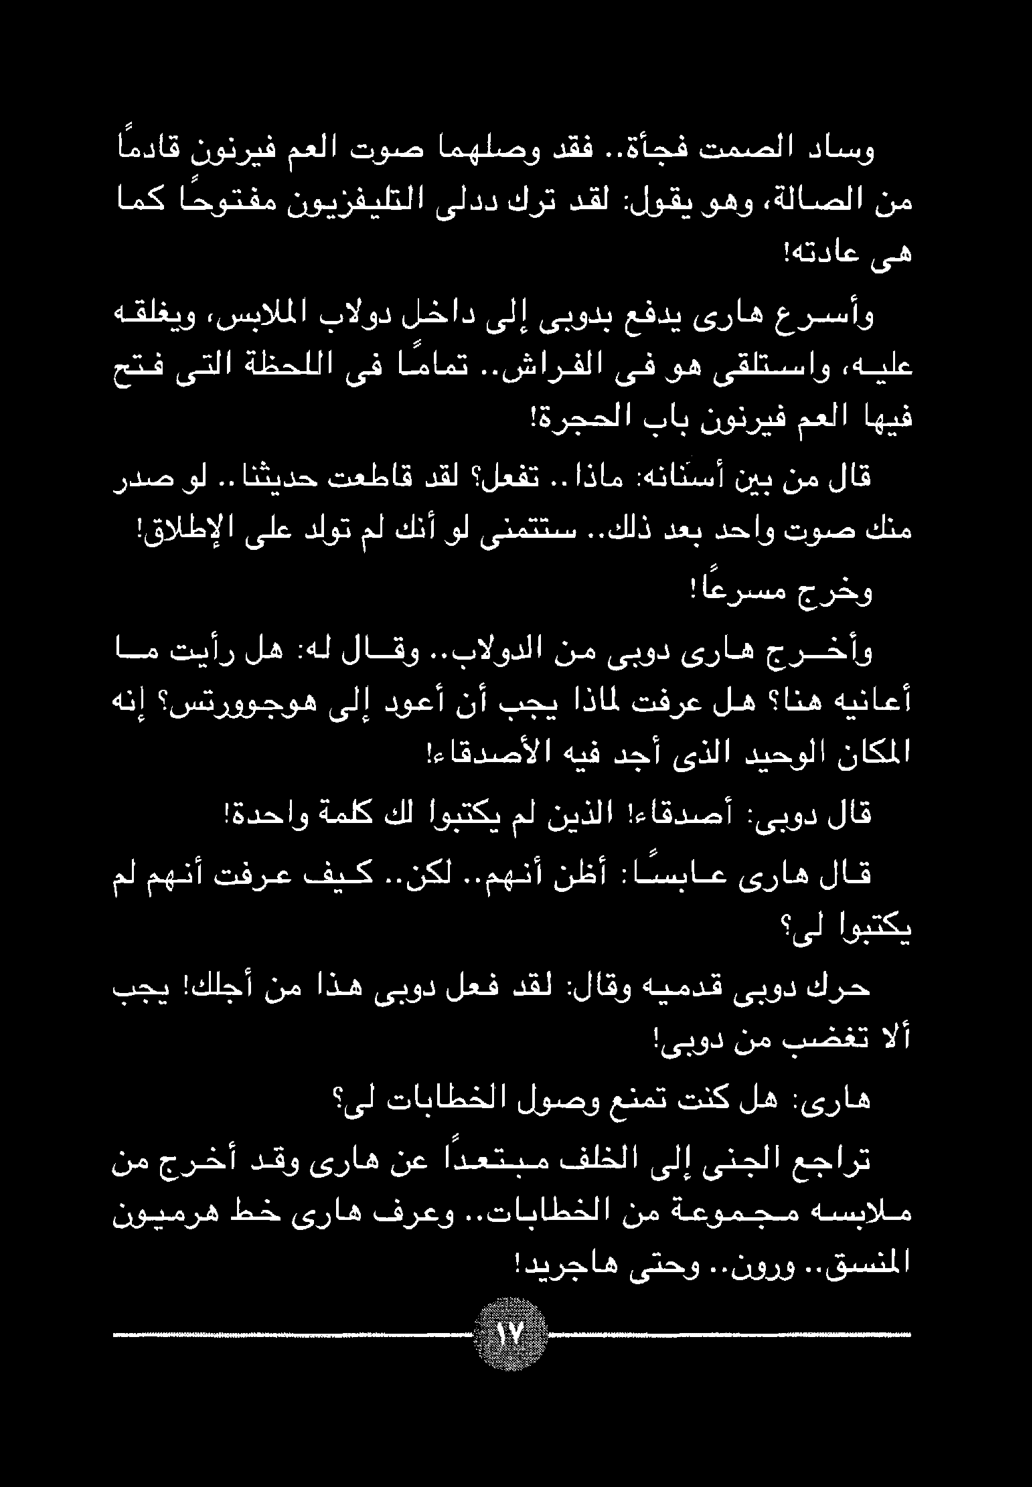 وساد الصمت فجأة.. فقد وصلهما صوت العم فيرنون قادماً
من الصالة، وهو يقول: لقد ترك ددلى التليفزيون مفتوحاً كما
هى عادته!
وأسرع هارى يدفع بدوبى إلى داخل دولاب الملابس، ويغلقه
عليه، واستلقى هو فى الفراش.. تماماً فى اللحظة التى فتح
فيها العم فيرنون باب الحجرة!
قال من بين أسنانه: ماذا.. تفعل؟ لقد قاطعت حديثنا.. لو صدر
منك صوت واحد بعد ذلك.. ستتمنى لو أنك لم تولد على الإطلاق!
وخرج مسرعاً!
وأخرج هارى دوبى من الدولاب.. وقال له: هل رأيت ما
أعانيه هنا؟ هل عرفت لماذا يجب أن أعود إلى هوجوورتس؟ إنه
المكان الوحيد الذى أجد فيه الأصدقاء!
قال دوبى: أصدقاء! الذين لم يكتبوا لك كلمة واحدة!
قال هارى عابساً: أظن أنهم.. لكن.. كيف عرفت أنهم لم
يكتبوا لى؟
حرك دوبى قدميه وقال: لقد فعل دوبى هذا من أجلك! يجب
ألا تغضب من دوبى!
هارى: هل كنت تمنع وصول الخطابات لى؟
تراجع الجنى إلى الخلف مبتعداً عن هارى وقد أخرج من
ملابسه مجموعة من الخطابات.. وعرف هارى خط هرميون
المنسق.. ورون.. وحتى هاجريد!
١٧